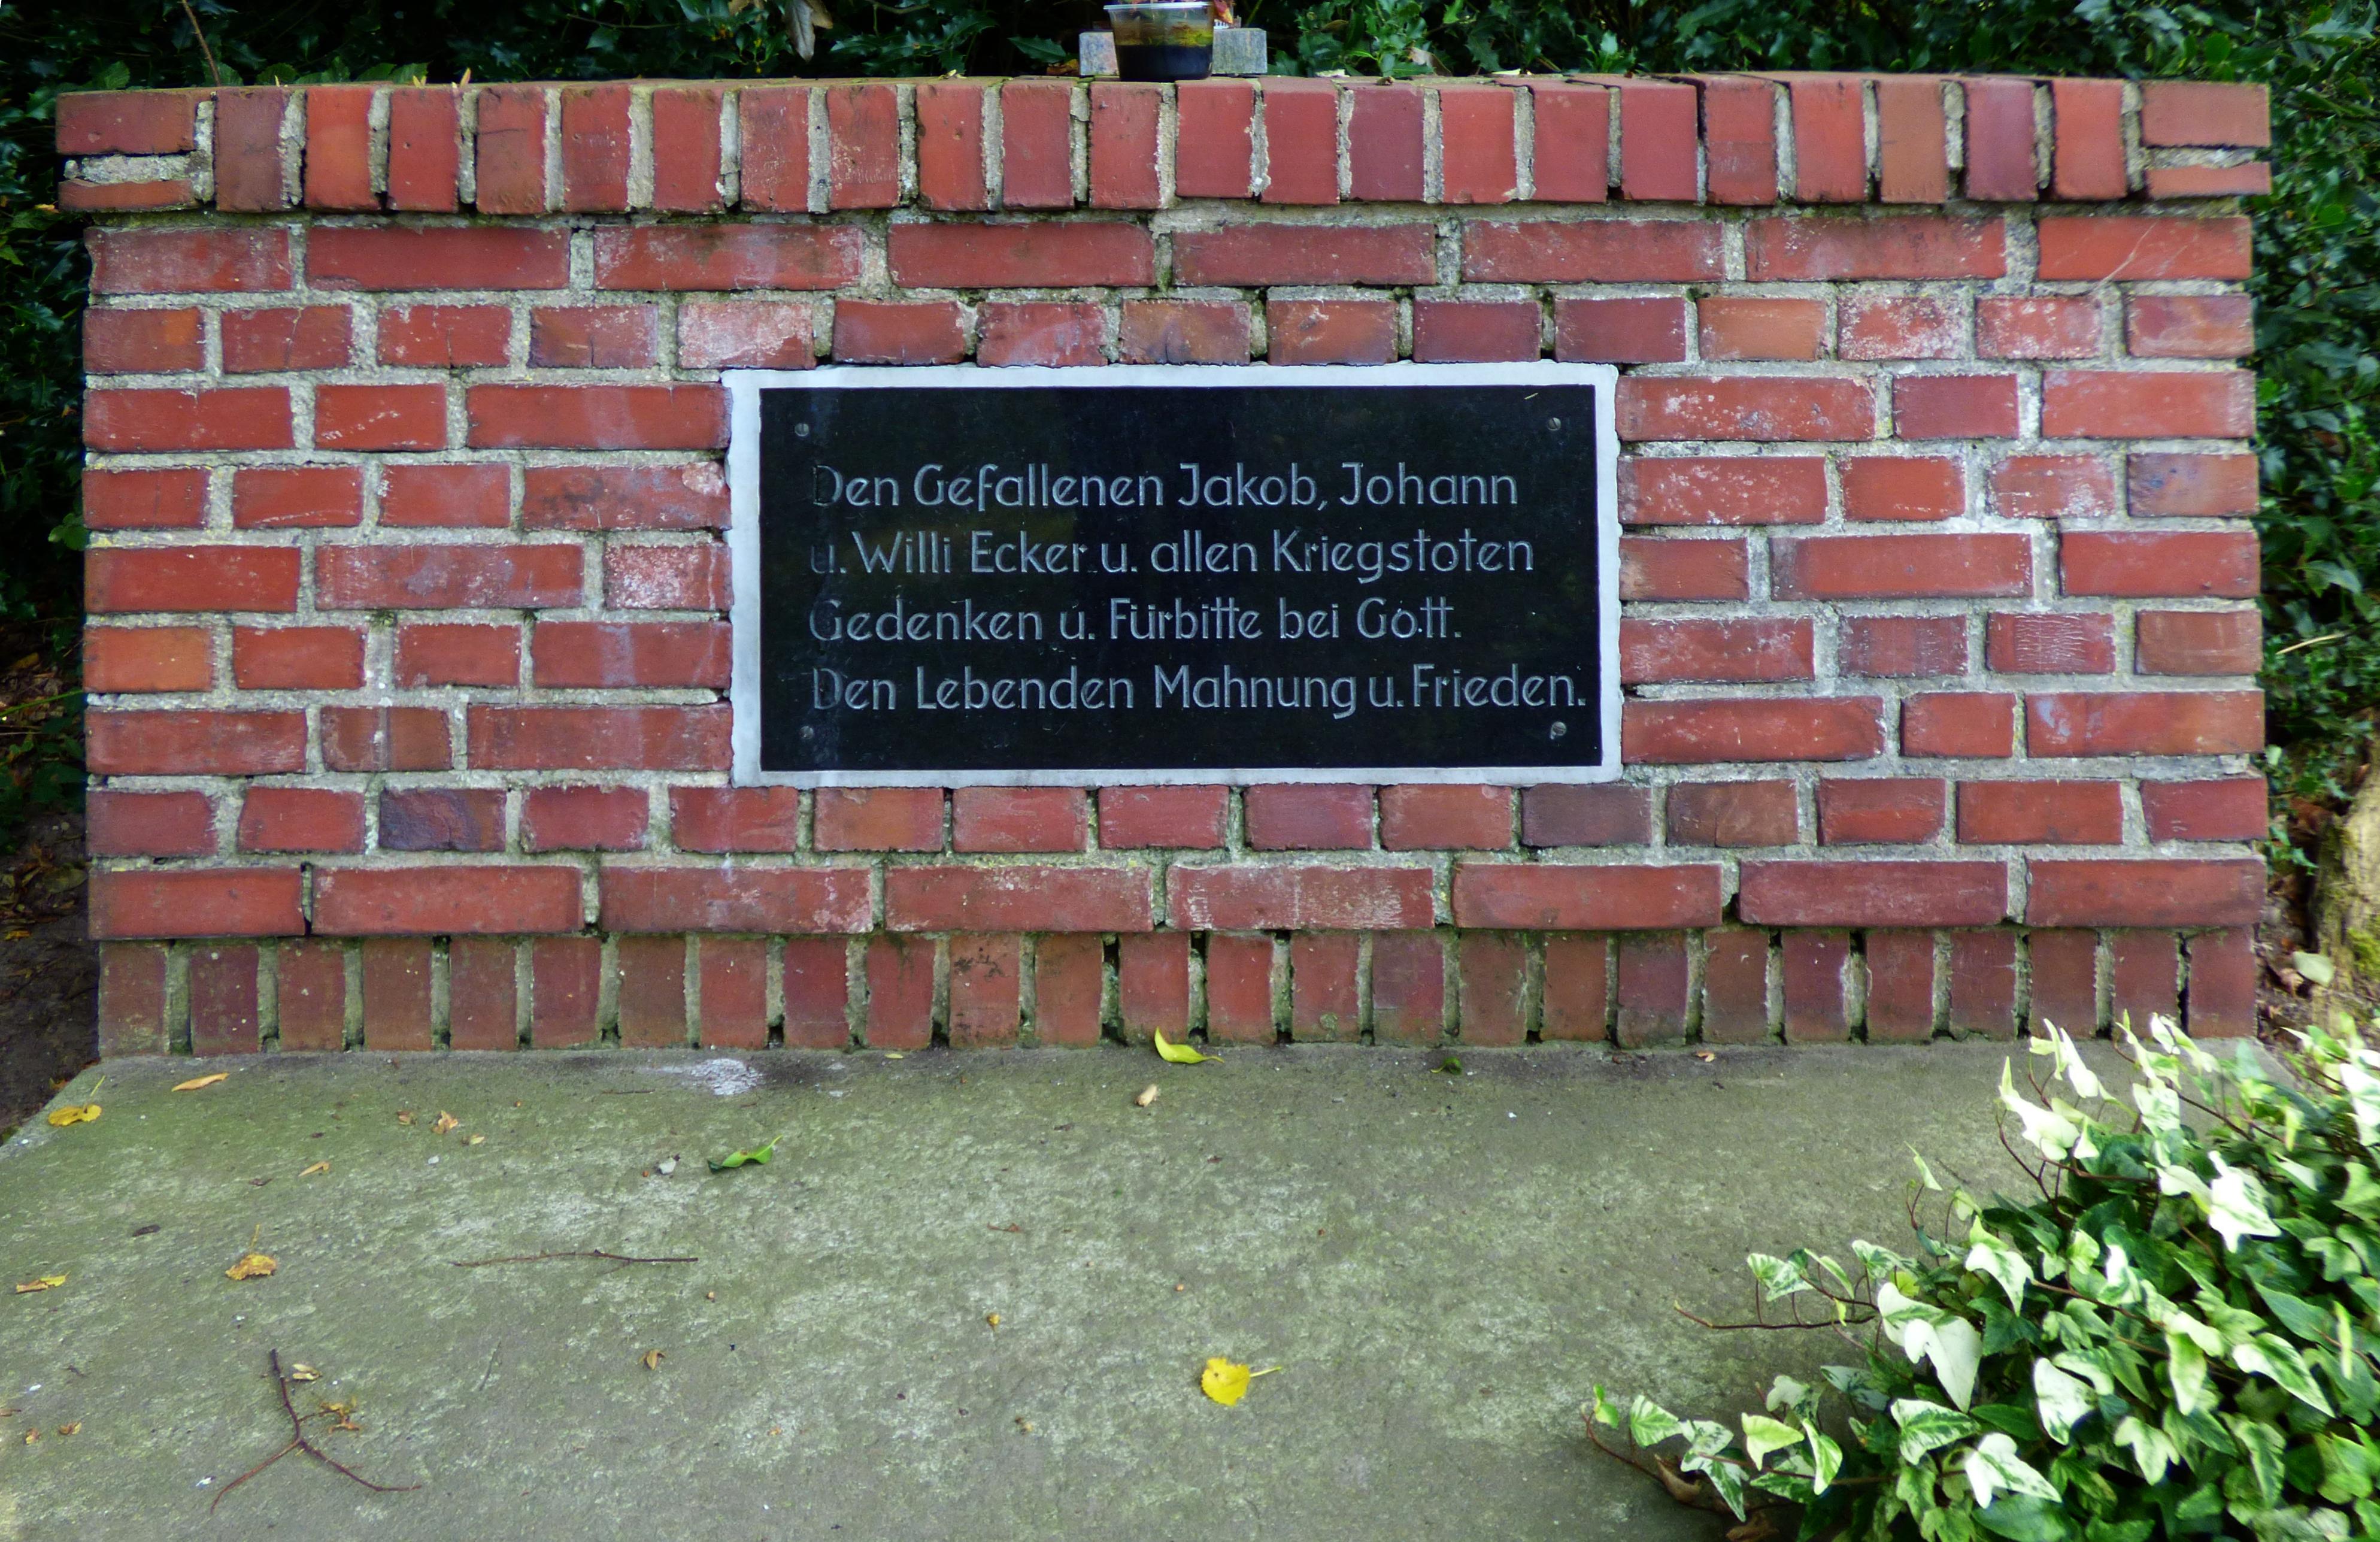 Den Gefallenen Jakob, Johann
u. Willi Ecker u. allen Kriegstoten
Gedenken u. Fürbitte bei Gott.
Den Lebenden Mahnung u. Frieden.